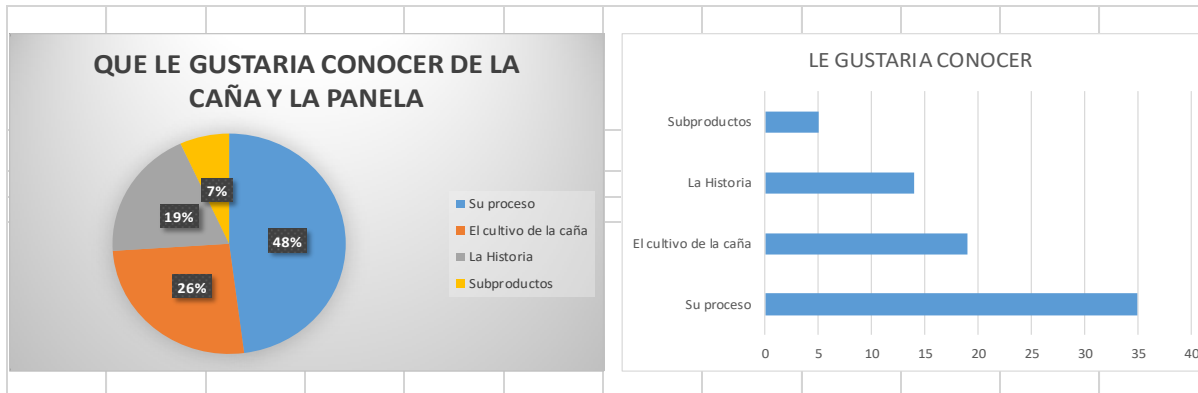 QUE LE GUSTARIA CONOCER DE LA
CAÑA Y LA PANELA
7%
19%
48%
26%
Su proceso
El cultivo de la caña
La Historia
Subproductos
LE GUSTARIA CONOCER
Subproductos
La Historia
El cultivo de la caña
Su proceso
0 5 10 15 20 25 30 35 40